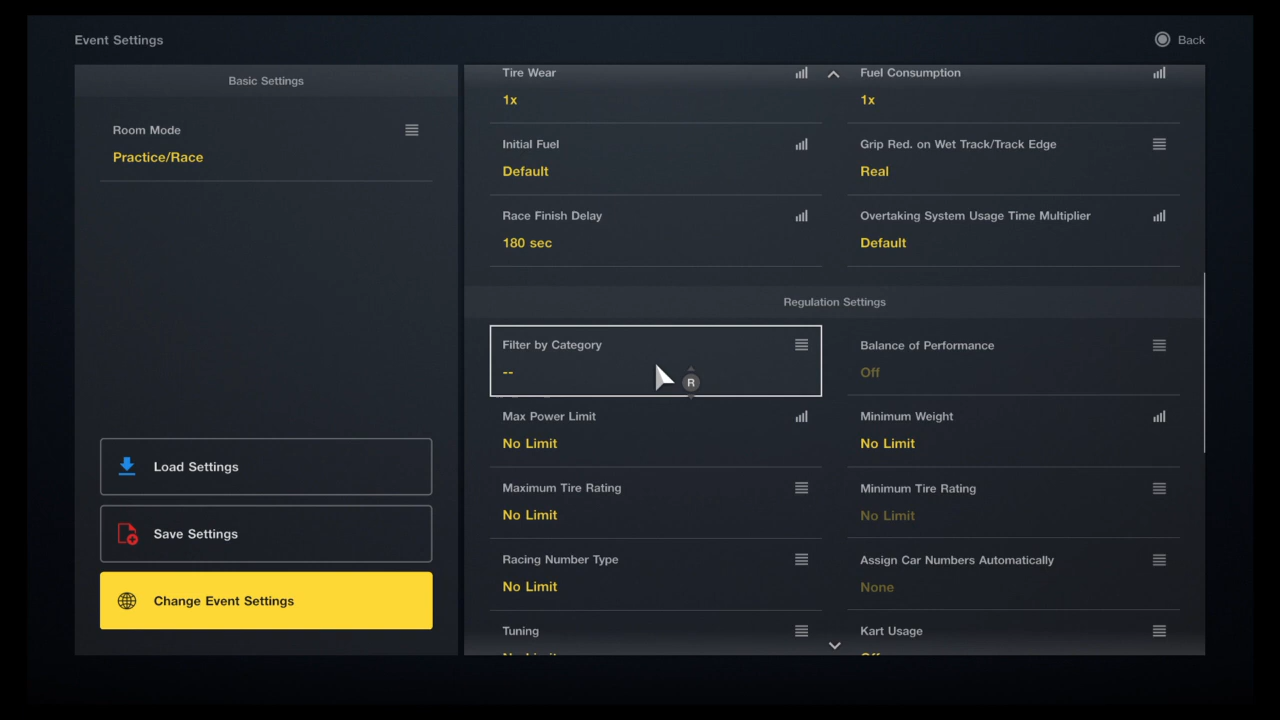 Event Settings
Back
Basic Settings
Room Mode
Practice/Race
Load Settings
Save Settings
Change Event Settings
Tire Wear
1x
Fuel Consumption
1x
Initial Fuel
Default
Grip Red. on Wet Track/Track Edge
Real
Race Finish Delay
180 sec
Overtaking System Usage Time Multiplier
Default
Regulation Settings
Filter by Category
--
R
Balance of Performance
Off
Max Power Limit
No Limit
Minimum Weight
No Limit
Maximum Tire Rating
No Limit
Minimum Tire Rating
No Limit
Racing Number Type
No Limit
Assign Car Numbers Automatically
None
Tuning
No Limit
Kart Usage
Off